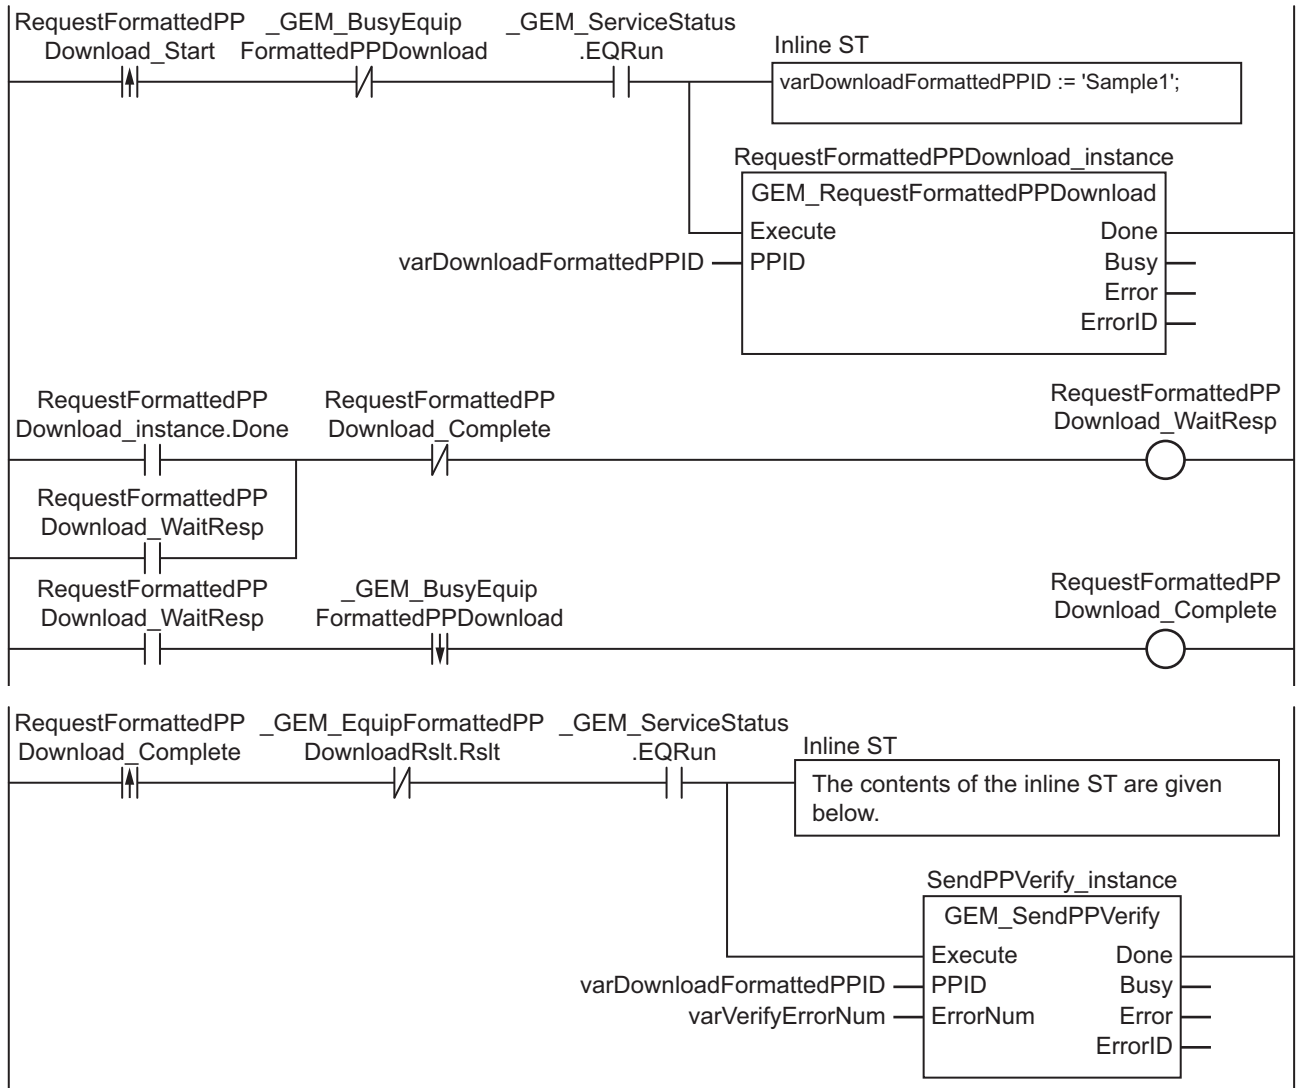 RequestFormattedPP
Download_Start
_GEM_BusyEquip
FormattedPPDownload
_GEM_ServiceStatus
.EQRun
Inline ST
varDownloadFormattedPPID := 'Sample1';
RequestFormattedPPDownload_instance
GEM_RequestFormattedPPDownload
Execute Done
varDownloadFormattedPPID PPID Busy
Error
ErrorID
RequestFormattedPP
Download_instance.Done
RequestFormattedPP
Download_Complete
RequestFormattedPP
Download_WaitResp
RequestFormattedPP
Download_WaitResp
RequestFormattedPP
Download_WaitResp
_GEM_BusyEquip
FormattedPPDownload
RequestFormattedPP
Download_Complete
RequestFormattedPP
Download_Complete
_GEM_EquipFormattedPP
DownloadRslt.Rslt
_GEM_ServiceStatus
.EQRun
Inline ST
The contents of the inline ST are given
below.
SendPPVerify_instance
GEM_SendPPVerify
Execute Done
varDownloadFormattedPPID PPID Busy
varVerifyErrorNum ErrorNum Error
ErrorID